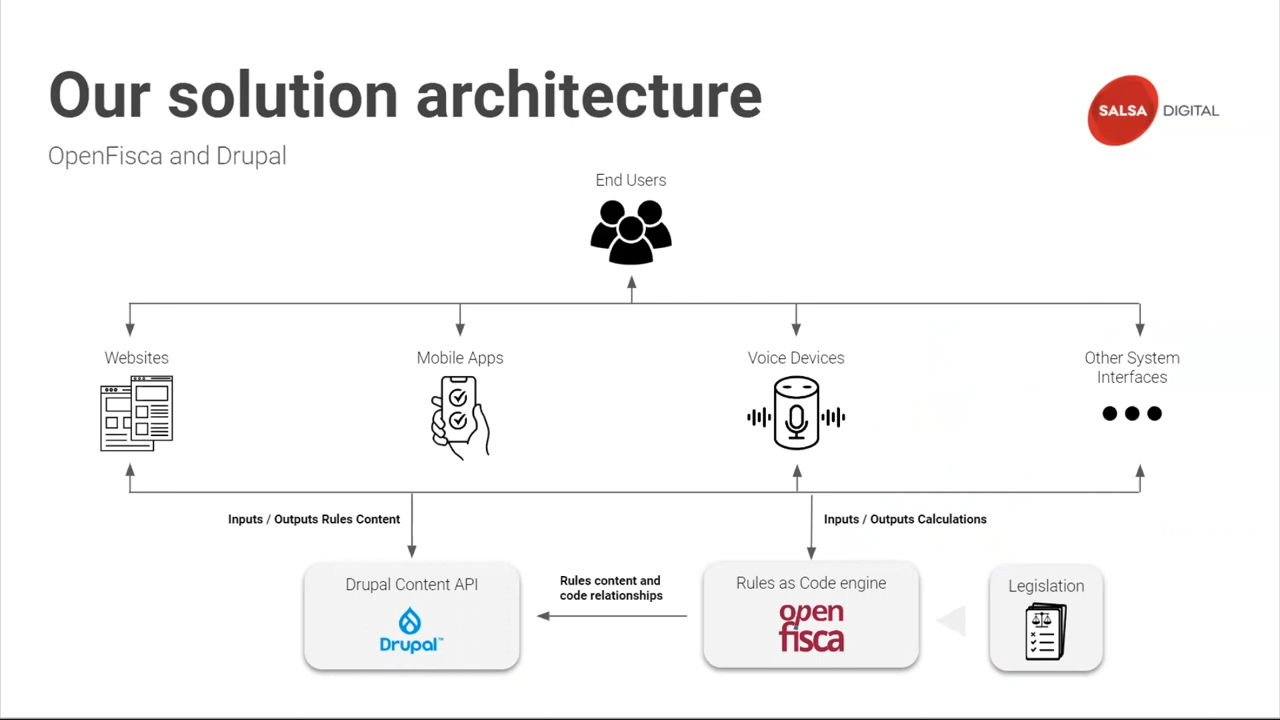 Our solution architecture
SALSA DIGITAL
OpenFisca and Drupal
End Users
Websites
Mobile Apps
Voice Devices
Other System
Interfaces
Inputs / Outputs Rules Content
Inputs / Outputs Calculations
Drupal Content API
Drupal™
Rules content and
code relationships
Rules as Code engine
open
fisca
Legislation